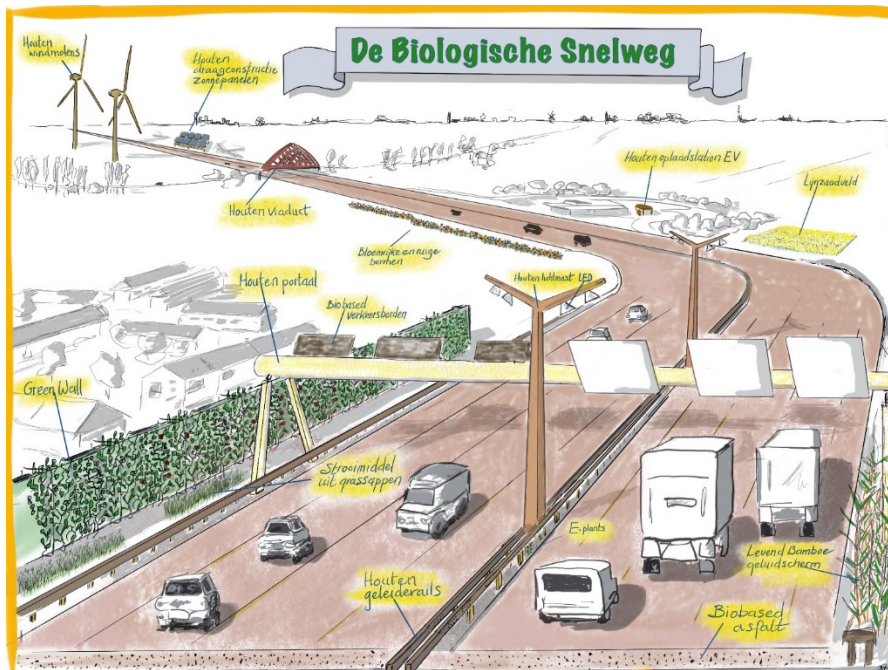 De Biologische Snelweg
Houten
windmolens
Houten
draagconstructie
zonnepanelen
Houten oplaadstation EV
Lijnzaadveld
Houten viaduct
Bloemrijke en ruige
bermen
Houten portaal
Houten lichtmast LED
Biobased
verkeersborden
Green Wall
Strooimiddel
uit grassappen
E-plants
Levend Bamboe
geluidscherm
Houten
geleiderails
Biobased
asfalt